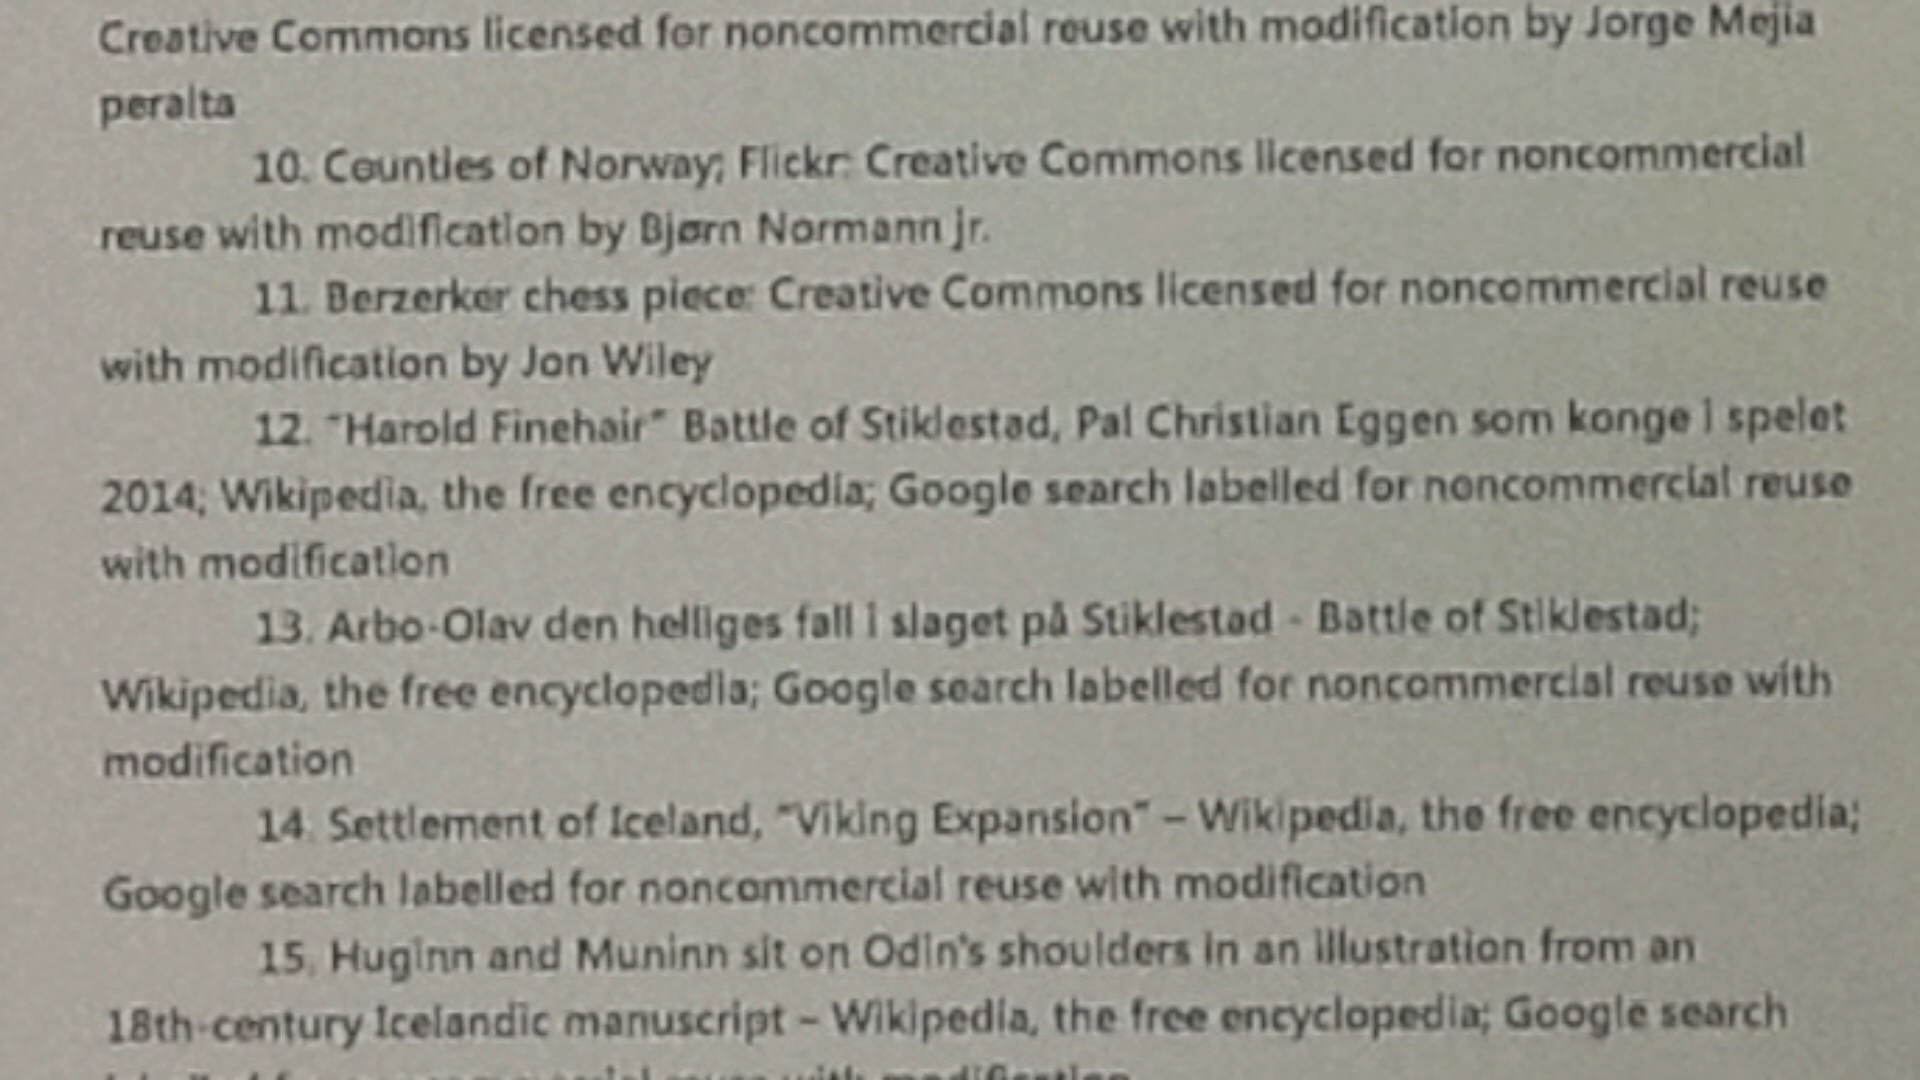 Creative Commons licensed for noncommercial reuse with modification by Jorge Mejia
peralta
10. Counties of Norway; Flickr: Creative Commons licensed for noncommercial
reuse with modification by Bjørn Normann jr.
11. Berzerker chess piece: Creative Commons licensed for noncommercial reuse
with modification by Jon Wiley
12. "Harold Finehair" Battle of Stiklestad, Pal Christian Eggen som konge i spelet
2014; Wikipedia, the free encyclopedia; Google search labelled for noncommercial reuse
with modification
13. Arbo-Olav den helliges fall i slaget på Stiklestad - Battle of Stiklestad;
Wikipedia, the free encyclopedia; Google search labelled for noncommercial reuse with
modification
14. Settlement of Iceland, "Viking Expansion" – Wikipedia, the free encyclopedia;
Google search labelled for noncommercial reuse with modification
15. Huginn and Muninn sit on Odin's shoulders in an illustration from an
18th-century Icelandic manuscript – Wikipedia, the free encyclopedia; Google search
labelled for noncommercial reuse with modification